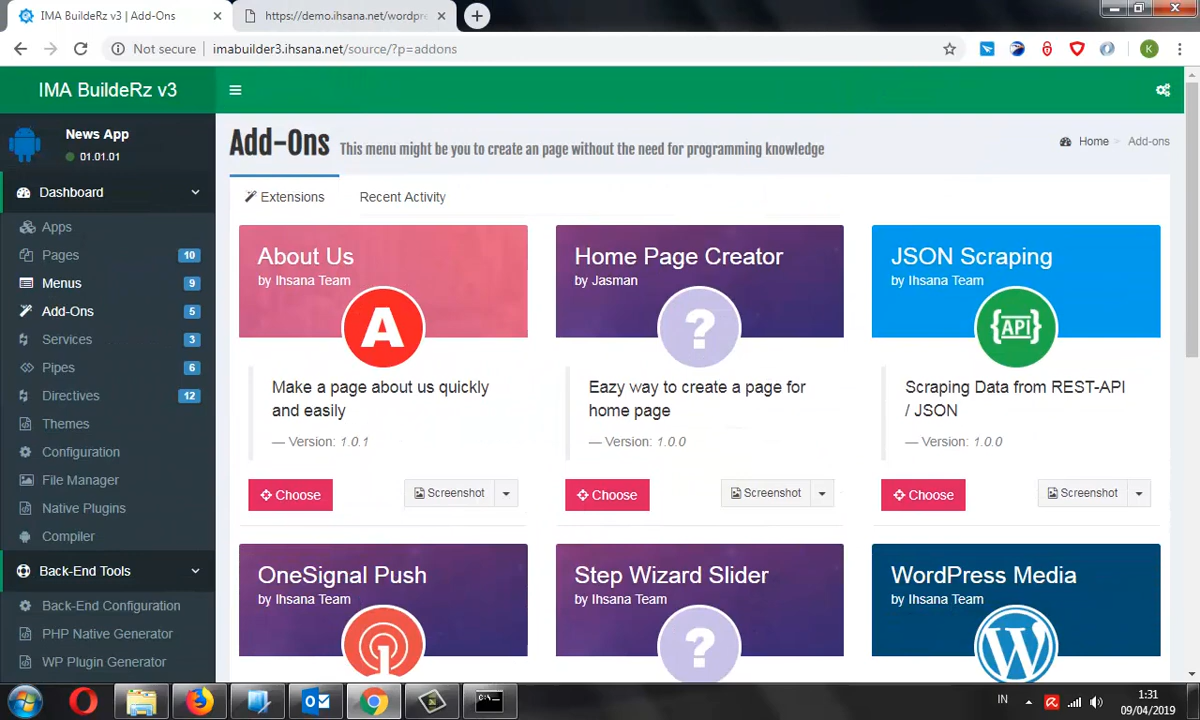 IMA BuildeRz v3 | Add-Ons
https://demo.ihsana.net/wordpre
Not secure
imabuilder3.ihsana.net/source/?p=addons
K
IMA BuildeRz v3
News App
01.01.01
Dashboard
Apps
Pages 10
Menus 9
Add-Ons 5
Services 3
Pipes 6
Directives 12
Themes
Configuration
File Manager
Native Plugins
Compiler
Back-End Tools
Back-End Configuration
PHP Native Generator
WP Plugin Generator
Add-Ons This menu might be you to create an page without the need for programming knowledge
Home > Add-ons
Extensions
Recent Activity
About Us
by Ihsana Team
A
Make a page about us quickly
and easily
— Version: 1.0.1
Choose
Screenshot
Home Page Creator
by Jasman
?
Eazy way to create a page for
home page
— Version: 1.0.0
Choose
Screenshot
JSON Scraping
by Ihsana Team
{API}
Scraping Data from REST-API
/ JSON
— Version: 1.0.0
Choose
Screenshot
OneSignal Push
by Ihsana Team
Step Wizard Slider
by Ihsana Team
?
WordPress Media
by Ihsana Team
W
IN
1:31
09/04/2019